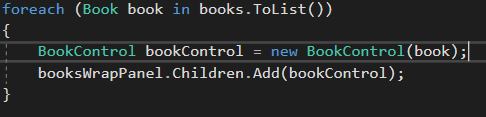 foreach (Book book in books.ToList())
{
BookControl bookControl = new BookControl(book);
booksWrapPanel.Children.Add(bookControl);
}